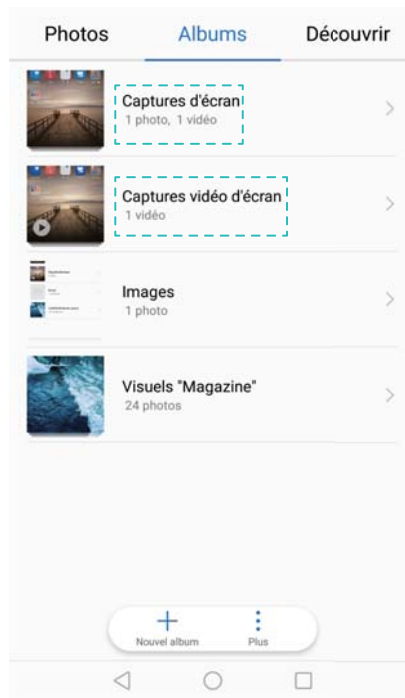 Photos Albums Découvrir
Captures d'écran
1 photo, 1 vidéo
Captures vidéo d'écran
1 vidéo
Images
1 photo
Visuels "Magazine"
24 photos
Nouvel album Plus